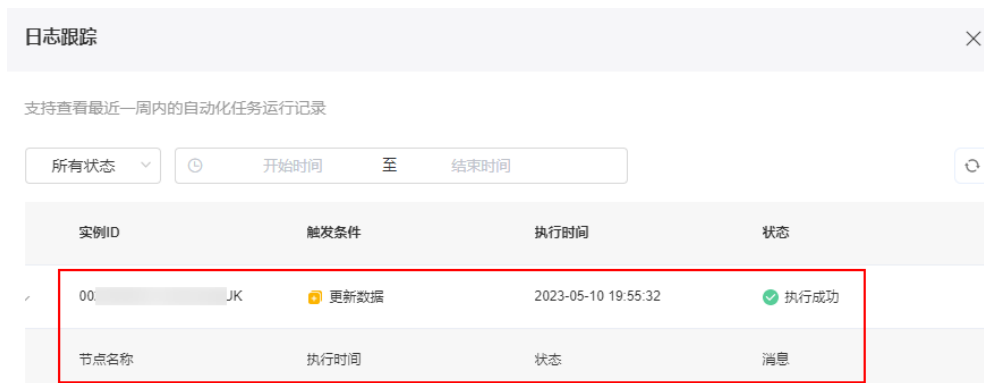 日志跟踪
支持查看最近一周内的自动化任务运行记录
所有状态 开始时间 至 结束时间
实例ID 触发条件 执行时间 状态
00 JK 更新数据 2023-05-10 19:55:32 执行成功
节点名称 执行时间 状态 消息